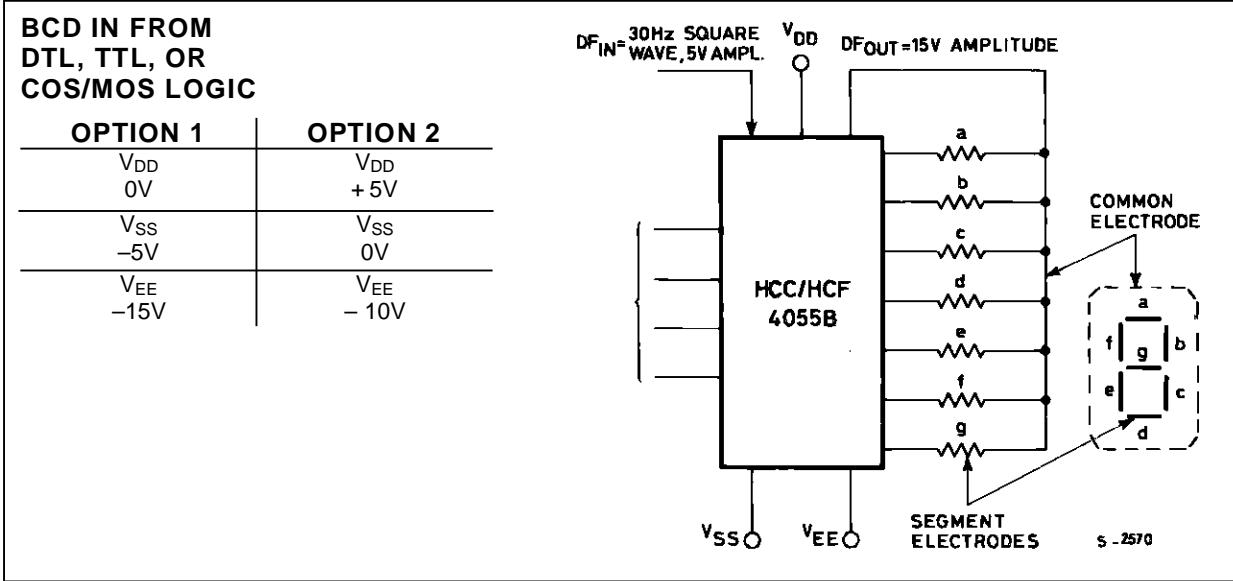 BCD IN FROM
DTL, TTL, OR
COS/MOS LOGIC
OPTION 1 OPTION 2
VDD VDD
0V + 5V
VSS VSS
–5V 0V
VEE VEE
–15V – 10V
DFIN= 30Hz SQUARE
WAVE, 5V AMPL.
VDD
DFOUT=15V AMPLITUDE
a
b
c
d
e
f
g
HCC/HCF
4055B
VSS
VEE
COMMON
ELECTRODE
a
f g b
e c
d
SEGMENT
ELECTRODES
S-2570